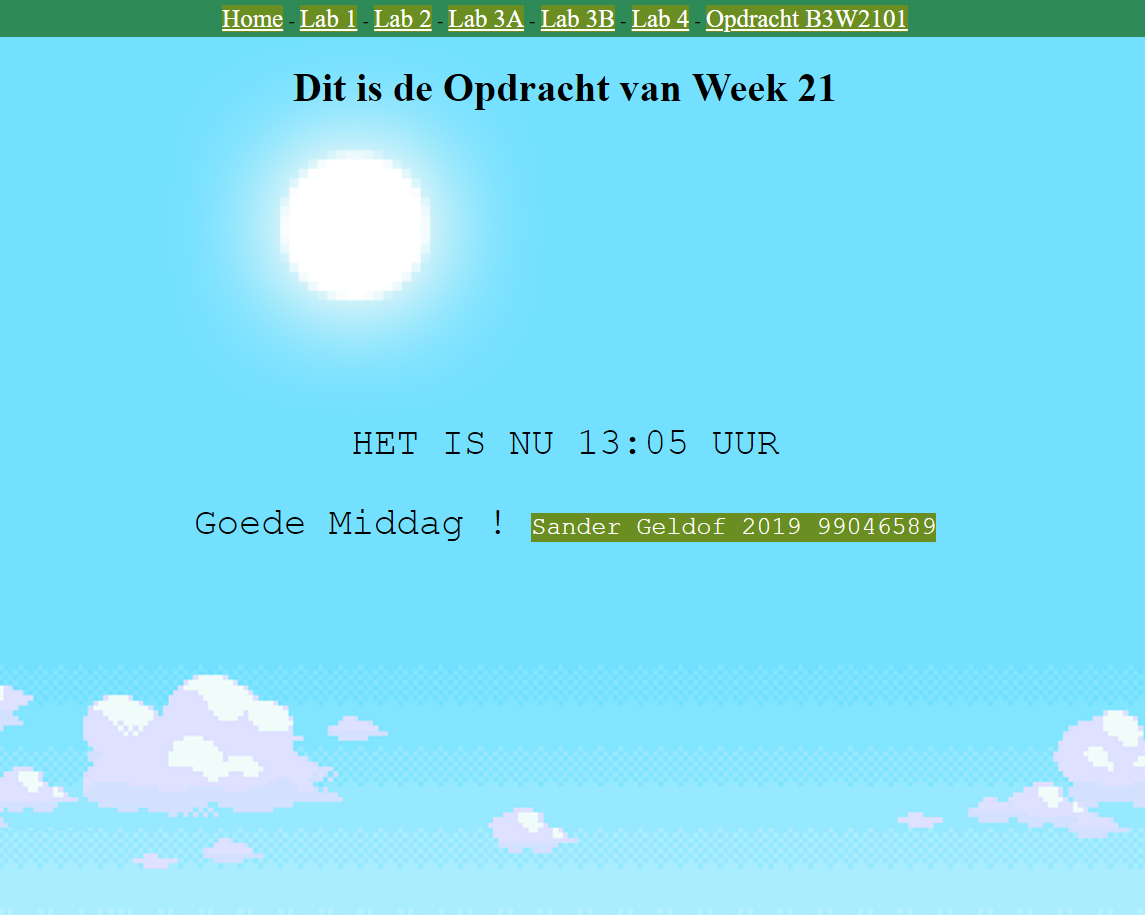 Home - Lab 1 - Lab 2 - Lab 3A - Lab 3B - Lab 4 - Opdracht B3W2101
Dit is de Opdracht van Week 21
HET IS NU 13:05 UUR
Goede Middag ! Sander Geldof 2019 99046589